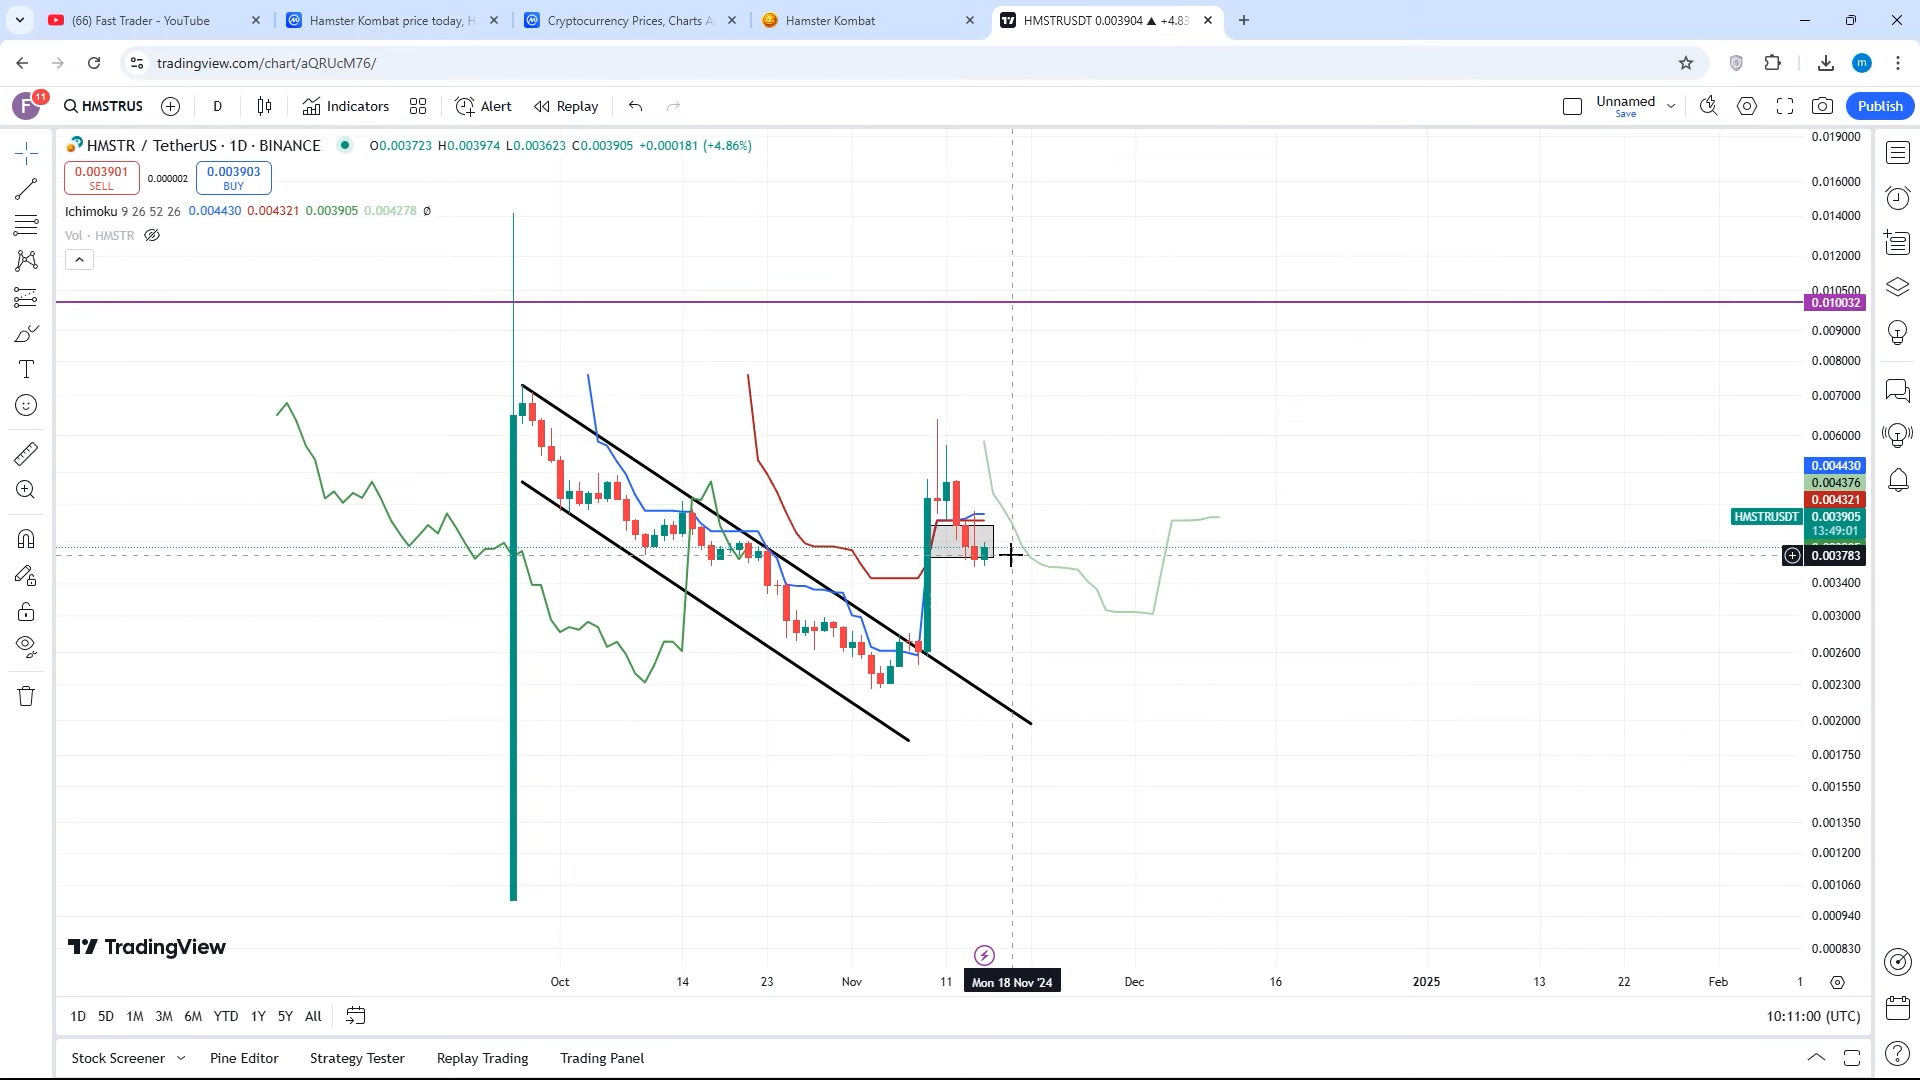 (66) Fast Trader - YouTube
Hamster Kombat price today, H
Cryptocurrency Prices, Charts A
Hamster Kombat
HMSTRUSDT 0.003904 ▲ +4.83
tradingview.com/chart/aQRUcM76/
m
F 11
HMSTRUS
D
Indicators
Alert
Replay
Unnamed
Save
Publish
HMSTR / TetherUS · 1D · BINANCE
O0.003723 H0.003974 L0.003623 C0.003905 +0.000181 (+4.86%)
0.003901
SELL
0.000002
0.003903
BUY
Ichimoku 9 26 52 26 0.004430 0.004321 0.003905 0.004278 Ø
Vol · HMSTR
0.019000
0.016000
0.014000
0.012000
0.010500
0.010032
0.009000
0.008000
0.007000
0.006000
0.004430
0.004376
0.004321
HMSTRUSDT 0.003905
13:49:01
0.003783
0.003400
0.003000
0.002600
0.002300
0.002000
0.001750
0.001550
0.001350
0.001200
0.001060
0.000940
0.000830
TradingView
Oct 14 23 Nov 11 Mon 18 Nov '24 Dec 16 2025 13 22 Feb 1
1D 5D 1M 3M 6M YTD 1Y 5Y All
10:11:00 (UTC)
Stock Screener Pine Editor Strategy Tester Replay Trading Trading Panel